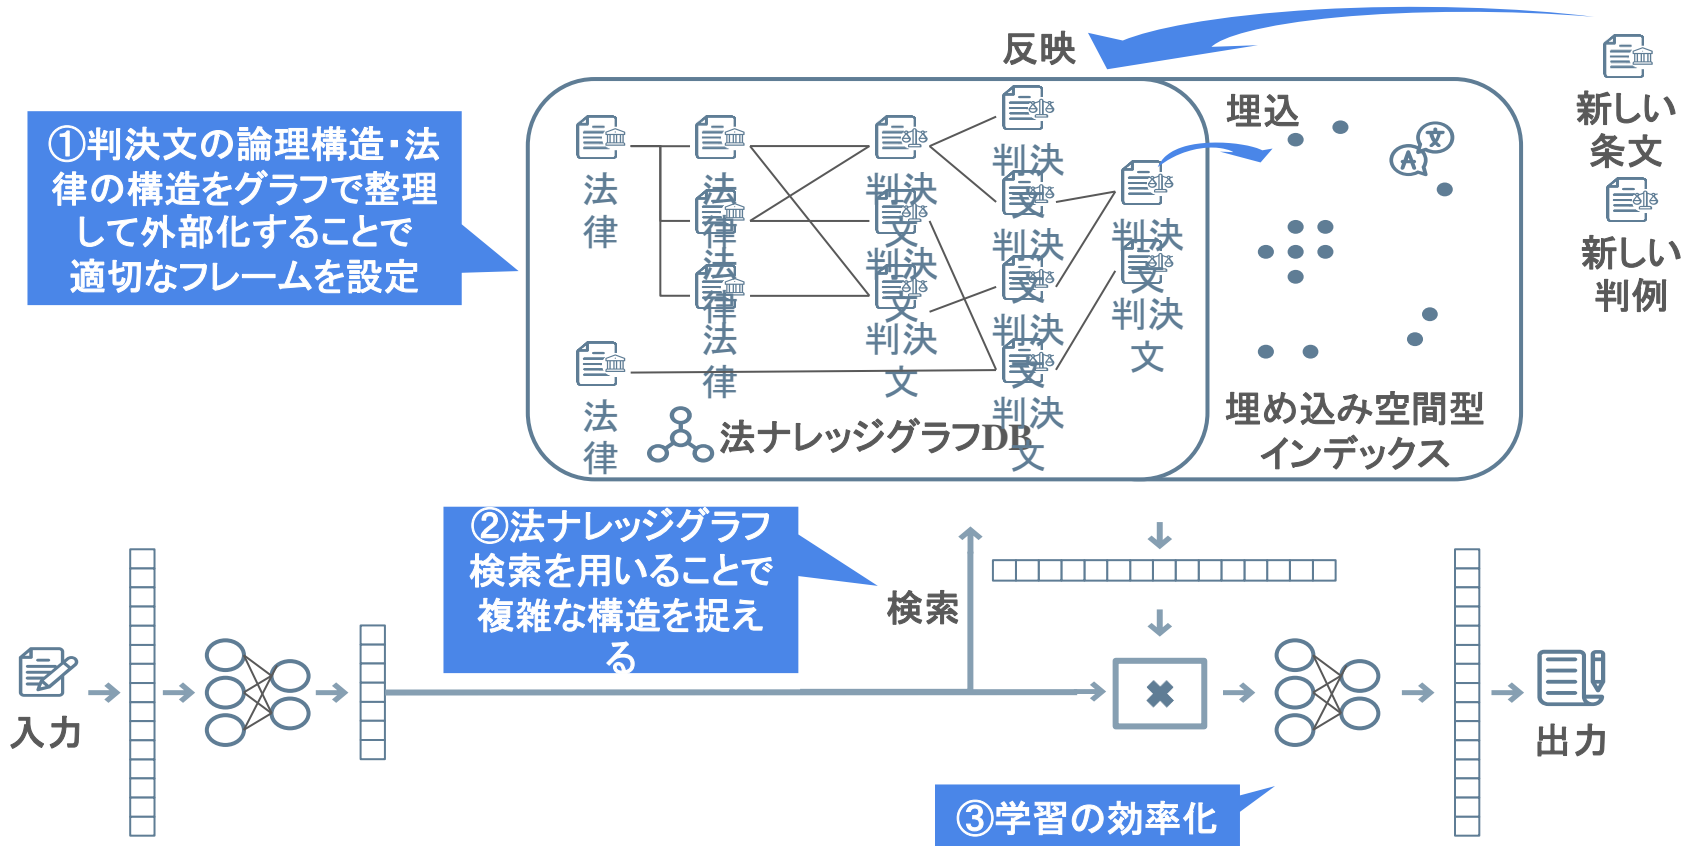 反映
新しい
条文
新しい
判例
①判決文の論理構造・法
律の構造をグラフで整理
して外部化することで
適切なフレームを設定
法
律
法
律
法
律
法
律
法
律
判決
文
判決
文
判決
文
判決
文
判決
文
判決
文
判決
文
判決
文
判決
文
法ナレッジグラフDB
埋込
文
A
埋め込み空間型
インデックス
②法ナレッジグラフ
検索を用いることで
複雑な構造を捉え
る
検索
入力
出力
③学習の効率化